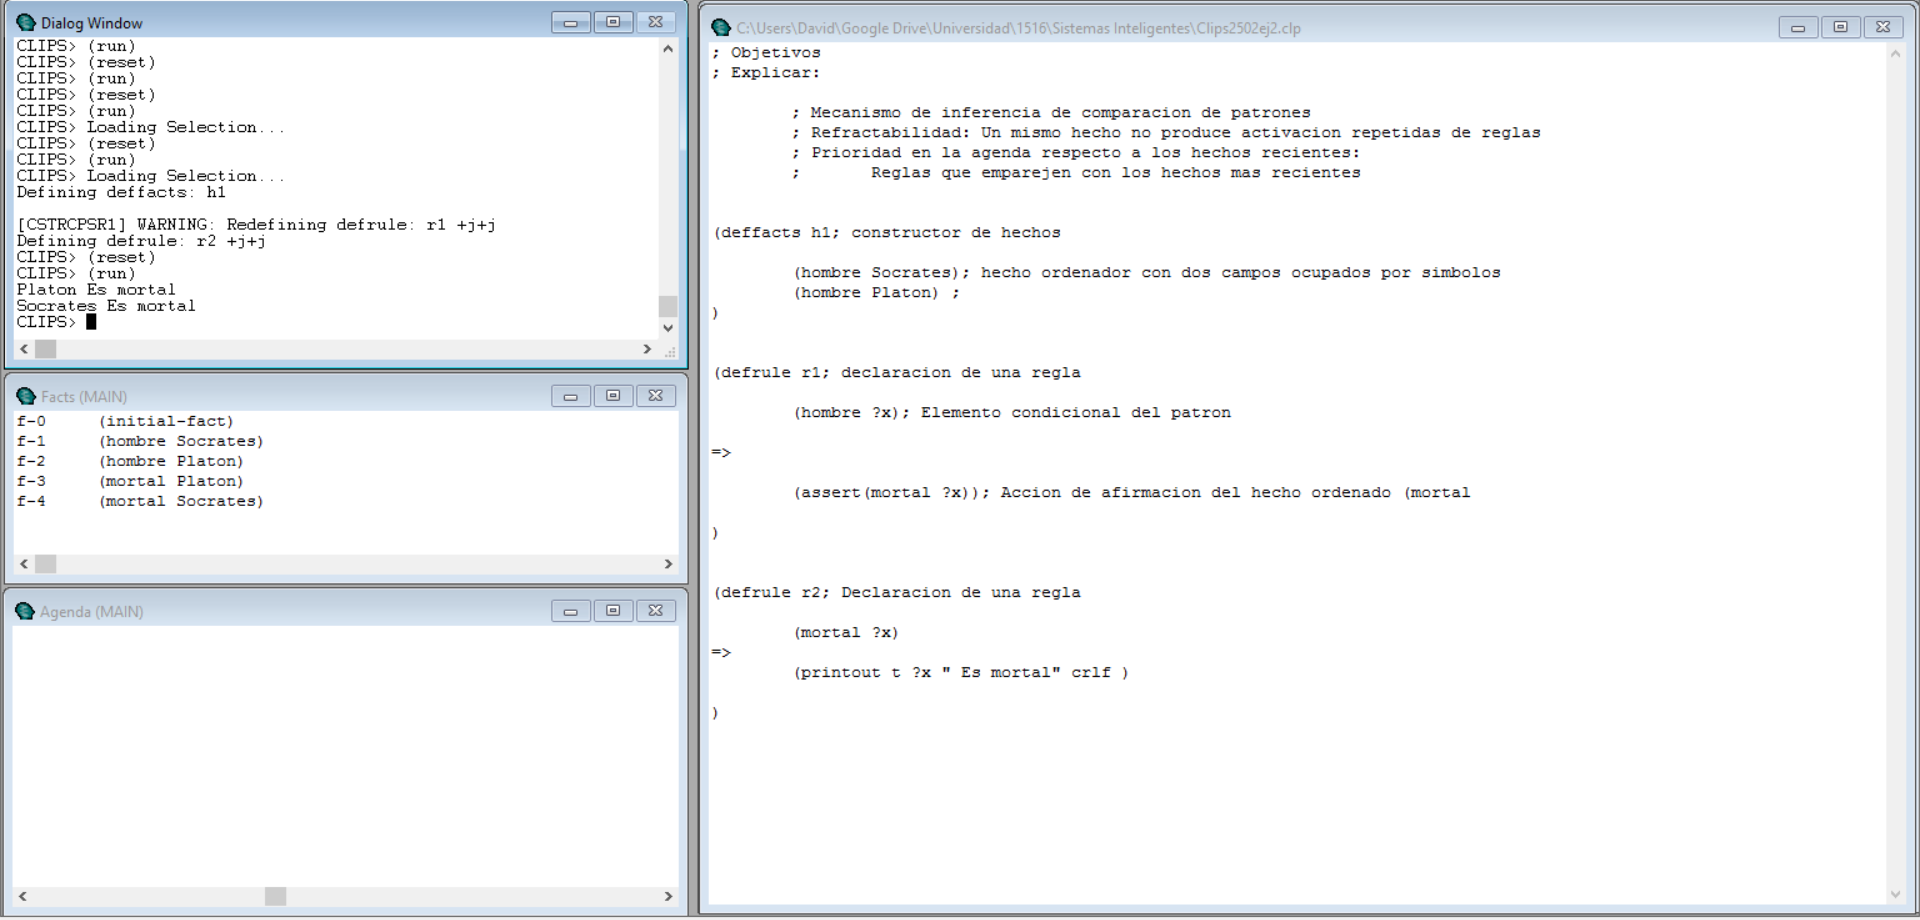 Dialog Window
CLIPS> (run)
CLIPS> (reset)
CLIPS> (run)
CLIPS> (reset)
CLIPS> (run)
CLIPS> Loading Selection...
CLIPS> (reset)
CLIPS> (run)
CLIPS> Loading Selection...
Defining deffacts: h1
[CSTRCPSR1] WARNING: Redefining defrule: r1 +j+j
Defining defrule: r2 +j+j
CLIPS> (reset)
CLIPS> (run)
Platon Es mortal
Socrates Es mortal
CLIPS>
Facts (MAIN)
f-0 (initial-fact)
f-1 (hombre Socrates)
f-2 (hombre Platon)
f-3 (mortal Platon)
f-4 (mortal Socrates)
Agenda (MAIN)
C:\Users\David\Google Drive\Universidad\1516\Sistemas Inteligentes\Clips2502ej2.clp
; Objetivos
; Explicar:
; Mecanismo de inferencia de comparacion de patrones
; Refractabilidad: Un mismo hecho no produce activacion repetidas de reglas
; Prioridad en la agenda respecto a los hechos recientes:
; Reglas que emparejen con los hechos mas recientes
(deffacts h1; constructor de hechos
(hombre Socrates); hecho ordenador con dos campos ocupados por simbolos
(hombre Platon) ;
)
(defrule r1; declaracion de una regla
(hombre ?x); Elemento condicional del patron
=>
(assert(mortal ?x)); Accion de afirmacion del hecho ordenado (mortal
)
(defrule r2; Declaracion de una regla
(mortal ?x)
=>
(printout t ?x " Es mortal" crlf )
)